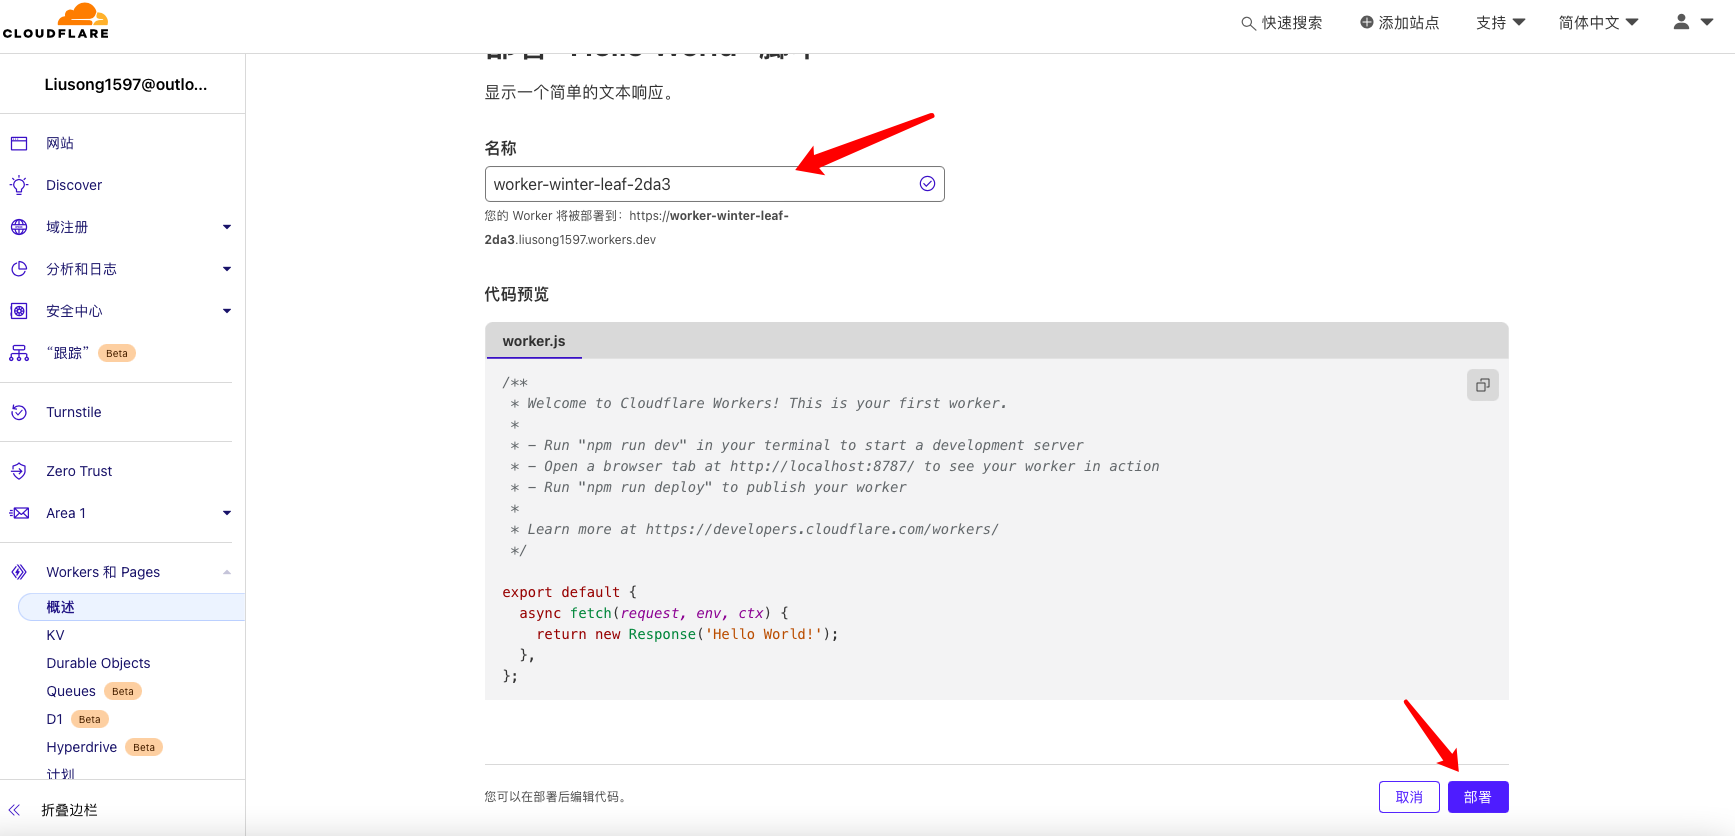 CLOUDFLARE
快速搜索
添加站点
支持
简体中文
Liusong1597@outlo...
网站
Discover
域注册
分析和日志
安全中心
“跟踪” Beta
Turnstile
Zero Trust
Area 1
Workers 和 Pages
概述
KV
Durable Objects
Queues Beta
D1 Beta
Hyperdrive Beta
计划
折叠边栏
部署 "Hello World" 脚本
显示一个简单的文本响应。
名称
worker-winter-leaf-2da3
您的 Worker 将被部署到：https://worker-winter-leaf-
2da3.liusong1597.workers.dev
代码预览
worker.js
/**
 * Welcome to Cloudflare Workers! This is your first worker.
 *
 * - Run "npm run dev" in your terminal to start a development server
 * - Open a browser tab at http://localhost:8787/ to see your worker in action
 * - Run "npm run deploy" to publish your worker
 *
 * Learn more at https://developers.cloudflare.com/workers/
 */
export default {
  async fetch(request, env, ctx) {
    return new Response('Hello World!');
  },
};
您可以在部署后编辑代码。
取消
部署